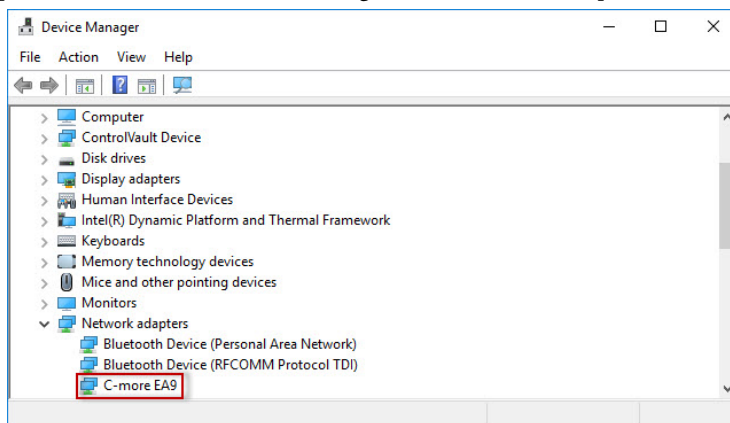 Device Manager
File Action View Help
Computer
ControlVault Device
Disk drives
Display adapters
Human Interface Devices
Intel(R) Dynamic Platform and Thermal Framework
Keyboards
Memory technology devices
Mice and other pointing devices
Monitors
Network adapters
Bluetooth Device (Personal Area Network)
Bluetooth Device (RFCOMM Protocol TDI)
C-more EA9